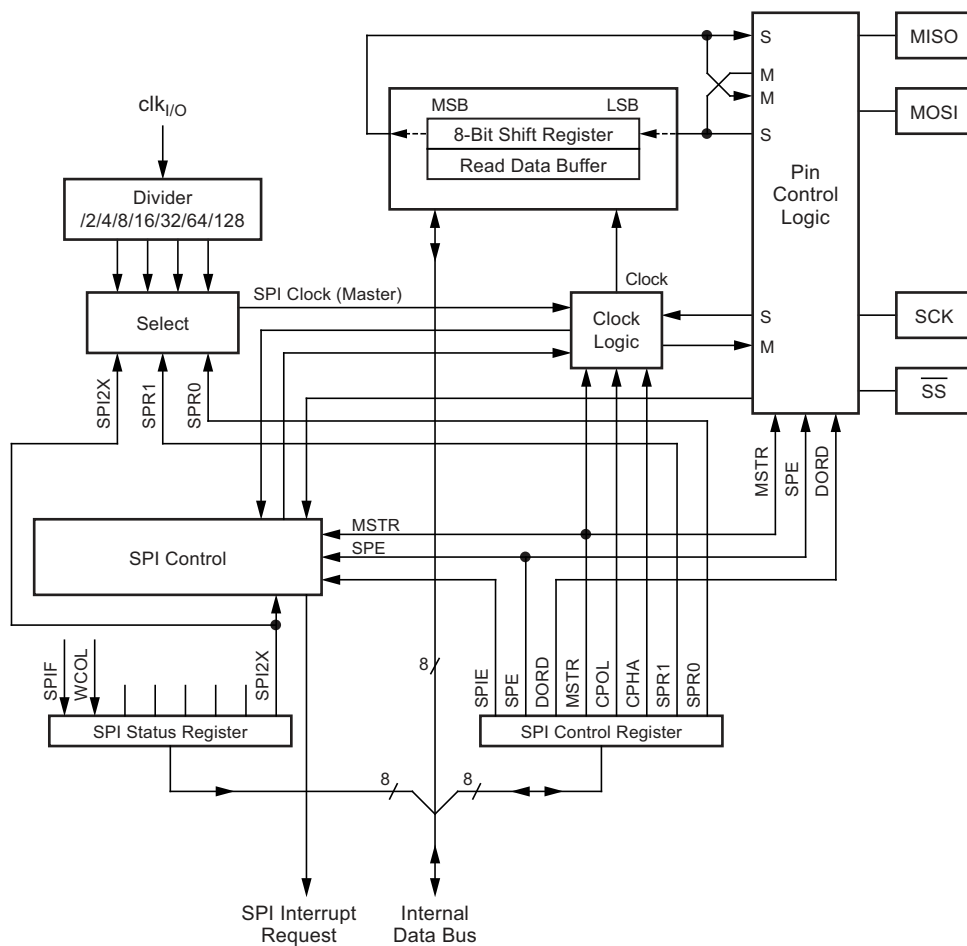 clkI/O
Divider
/2/4/8/16/32/64/128
Select
SPI Clock (Master)
SPI2X
SPR1
SPR0
MSB
LSB
8-Bit Shift Register
Read Data Buffer
Clock
Clock
Logic
S
M
M
S
S
M
Pin
Control
Logic
MISO
MOSI
SCK
SS
MSTR
SPE
DORD
SPI Control
MSTR
SPE
SPIF
WCOL
SPI2X
SPI Status Register
8
SPIE
SPE
DORD
MSTR
CPOL
CPHA
SPR1
SPR0
SPI Control Register
8
8
SPI Interrupt
Request
Internal
Data Bus